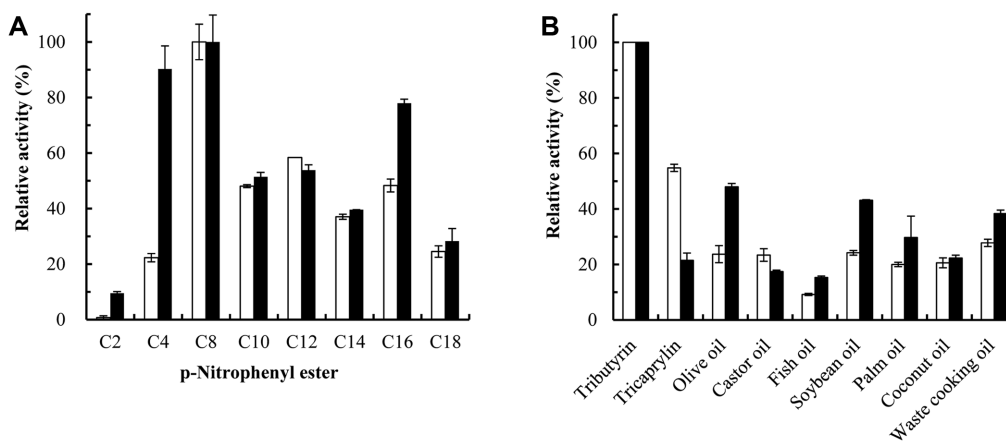 A
Relative activity (%)
100
80
60
40
20
0
C2 C4 C8 C10 C12 C14 C16 C18
p-Nitrophenyl ester
B
Relative activity (%)
100
80
60
40
20
0
Tributyrin
Tricaprylin
Olive oil
Castor oil
Fish oil
Soybean oil
Palm oil
Coconut oil
Waste cooking oil